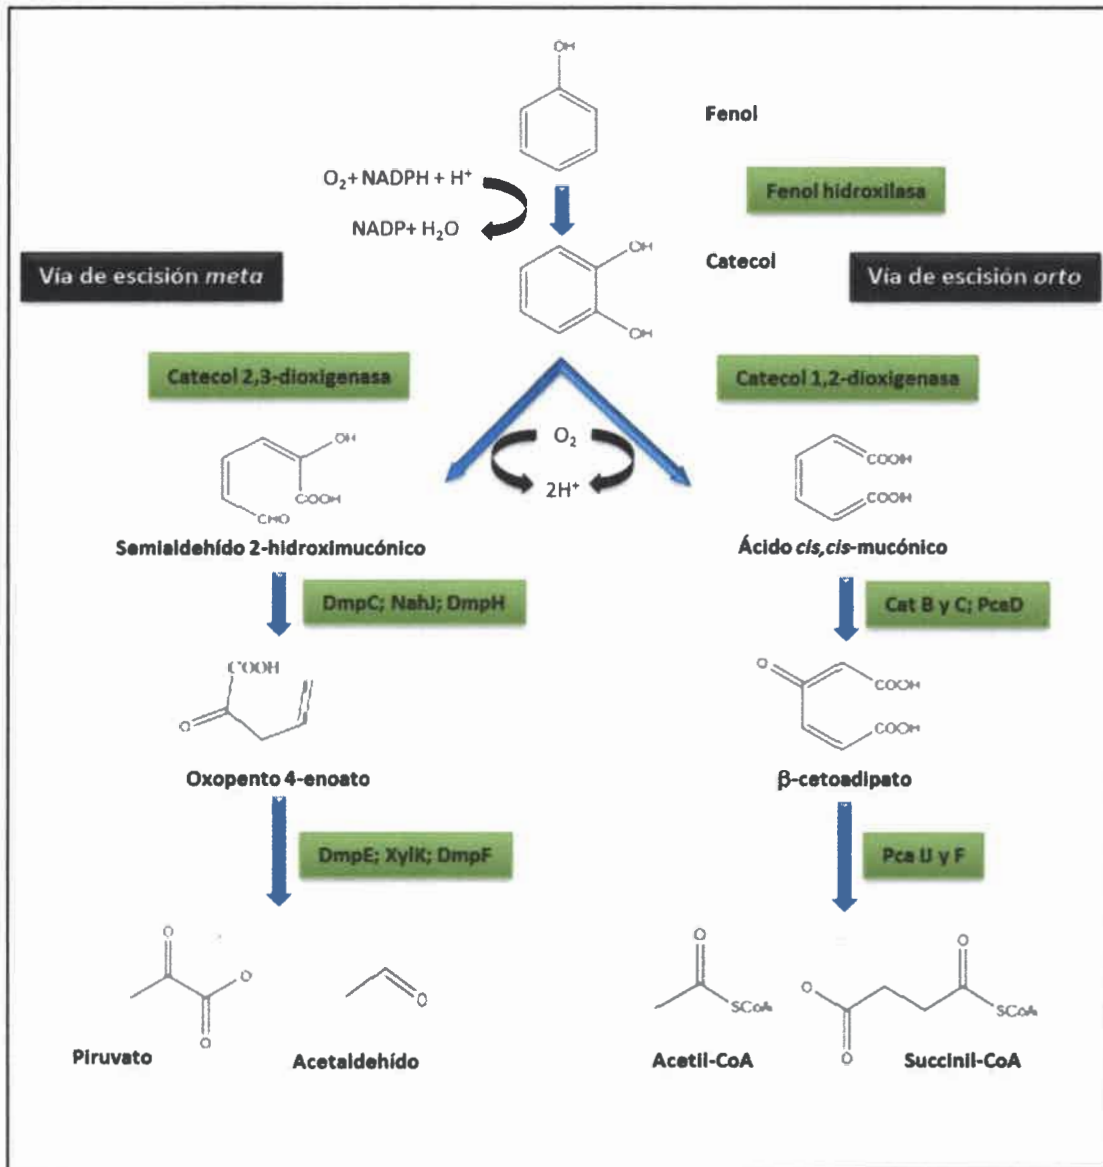 OH
Fenol
O₂+ NADPH + H⁺
Fenol hidroxilasa
NADP+ H₂O
OH
Catecol
Vía de escisión meta
Vía de escisión orto
OH
Catecol 2,3-dioxigenasa
Catecol 1,2-dioxigenasa
OH
O₂
COOH
COOH
2H⁺
COOH
CHO
Semialdehído 2-hidroximucónico
Ácido cis,cis-mucónico
DmpC; NahJ; DmpH
Cat B y C; PcaD
COOH
O
COOH
O
COOH
Oxopento 4-enoato
β-cetoadipato
DmpE; XylK; DmpF
Pca IJ y F
O
O
O
O
O
O
SCoA
SCoA
O
O
Piruvato
Acetaldehído
Acetil-CoA
Succinil-CoA